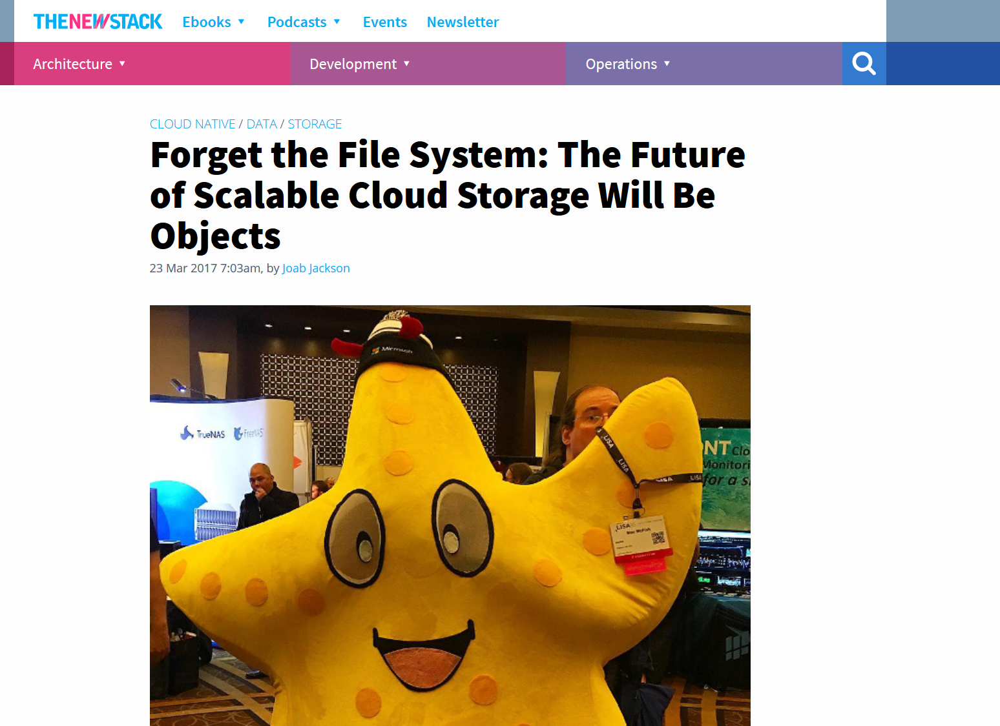 THENEWSTACK Ebooks ▼ Podcasts ▼ Events Newsletter
Architecture ▼ Development ▼ Operations ▼
CLOUD NATIVE / DATA / STORAGE
Forget the File System: The Future
of Scalable Cloud Storage Will Be
Objects
23 Mar 2017 7:03am, by Joab Jackson
Microsoft
TrueNAS FreeNAS
LISA
LISA
LISA LISA
NT Clo
Monitori
for a s
LISA